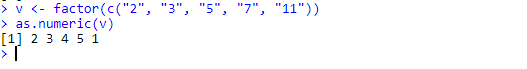 > v <- factor(c("2", "3", "5", "7", "11"))
> as.numeric(v)
[1] 2 3 4 5 1
>